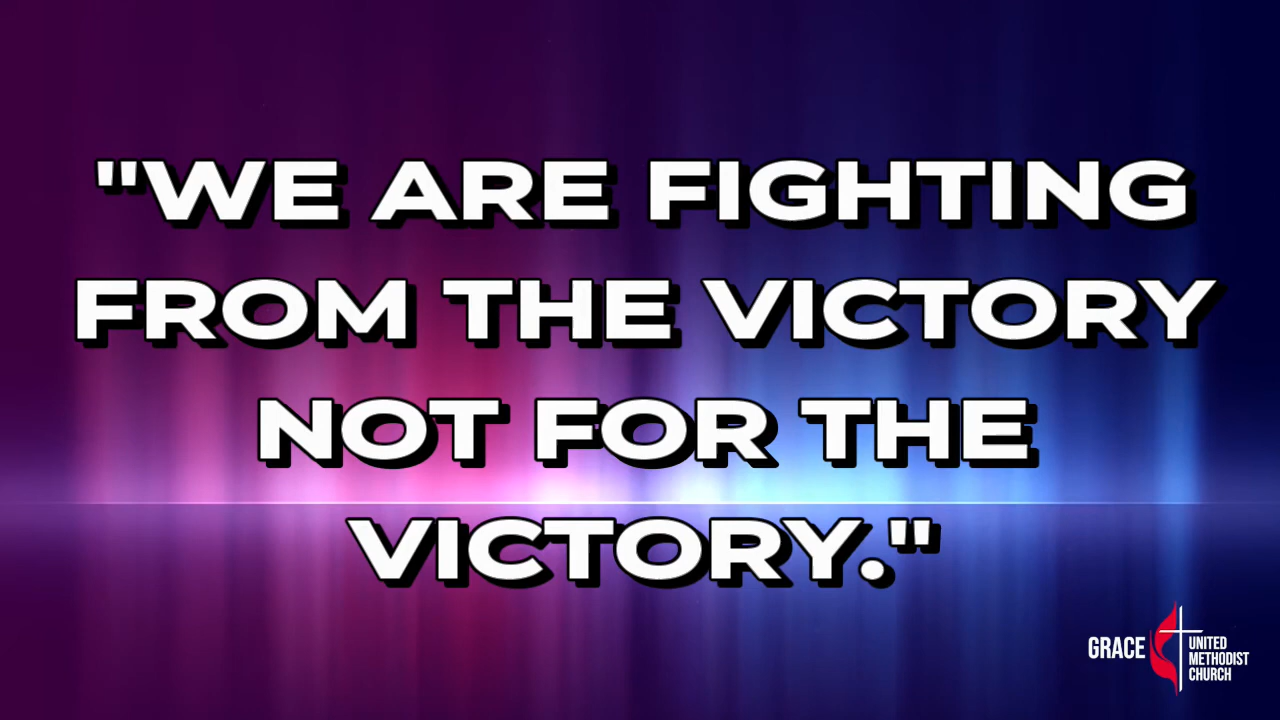 "WE ARE FIGHTING
FROM THE VICTORY
NOT FOR THE
VICTORY."
GRACE
UNITED
METHODIST
CHURCH